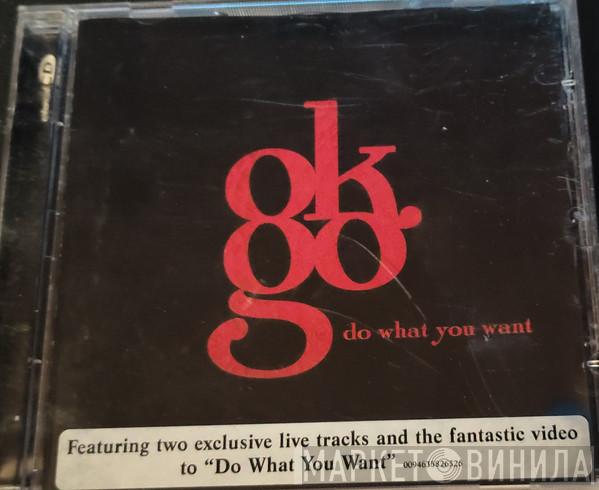 ok
go.
do what you want
Featuring two exclusive live tracks and the fantastic video
to "Do What You Want"
МАРКЕТ ВИНИЛА